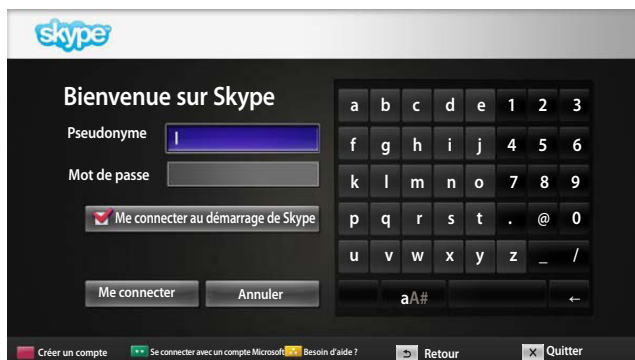 skype
Bienvenue sur Skype
Pseudonyme
Mot de passe
Me connecter au démarrage de Skype
Me connecter Annuler
a b c d e 1 2 3
f g h i j 4 5 6
k l m n o 7 8 9
p q r s t . @ 0
u v w x y z _ /
aA# ←
Créer un compte Se connecter avec un compte Microsoft Besoin d'aide ? Retour X Quitter